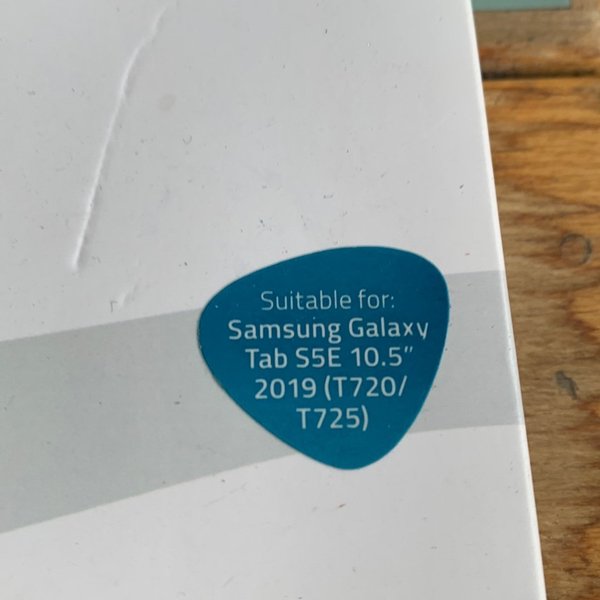 Suitable for:
Samsung Galaxy
Tab S5E 10.5"
2019 (T720/
T725)